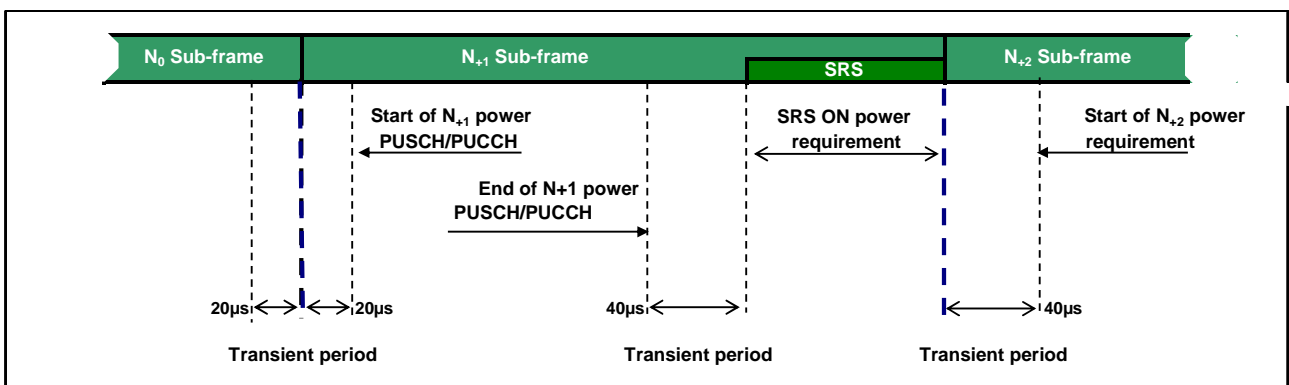 N0 Sub-frame
N+1 Sub-frame
N+2 Sub-frame
SRS
Start of N+1 power
PUSCH/PUCCH
SRS ON power
requirement
Start of N+2 power
requirement
End of N+1 power
PUSCH/PUCCH
20µs
20µs
40µs
40µs
Transient period
Transient period
Transient period